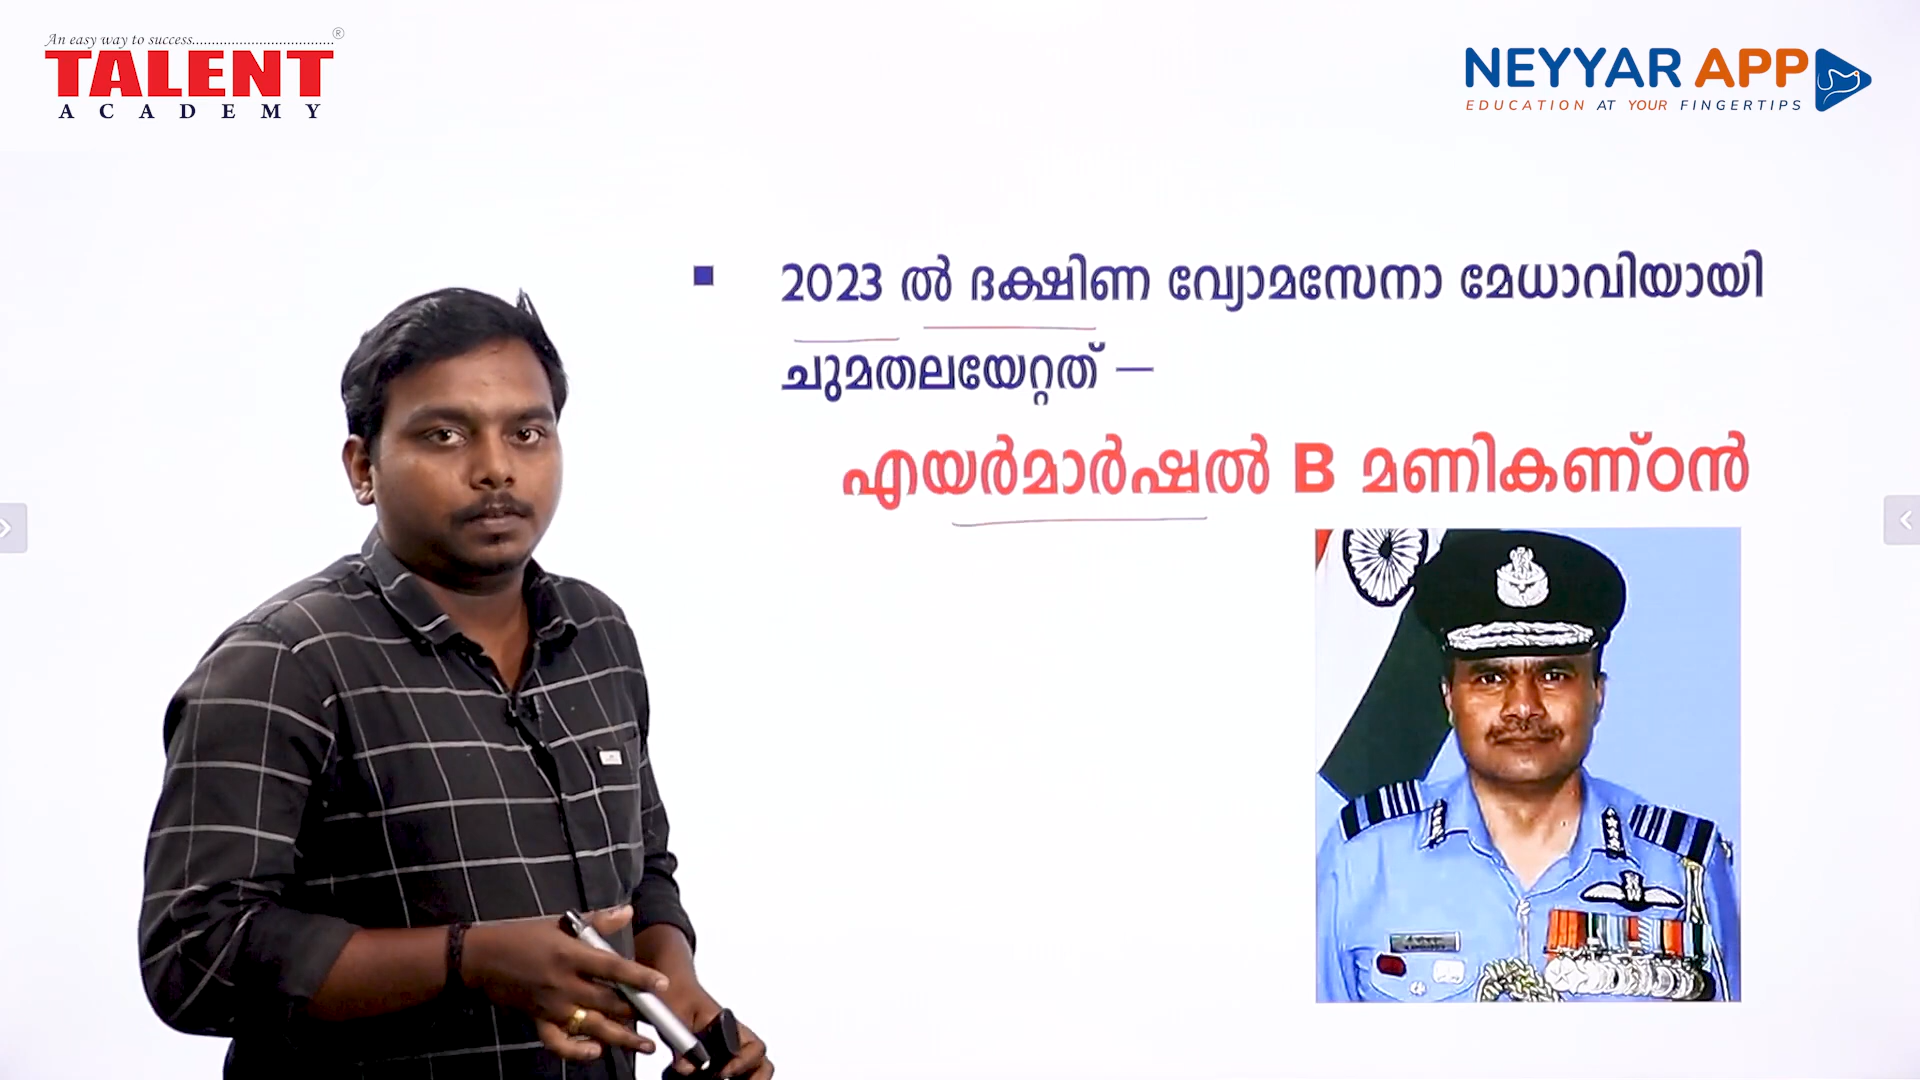 An easy way to success......................................®
TALENT
ACADEMY
NEYYAR APP
EDUCATION AT YOUR FINGERTIPS
2023 ൽ ദക്ഷിണ വ്യോമസേനാ മേധാവിയായി
ചുമതലയേറ്റത് –
എയർമാർഷൽ B മണികണ്ഠൻ